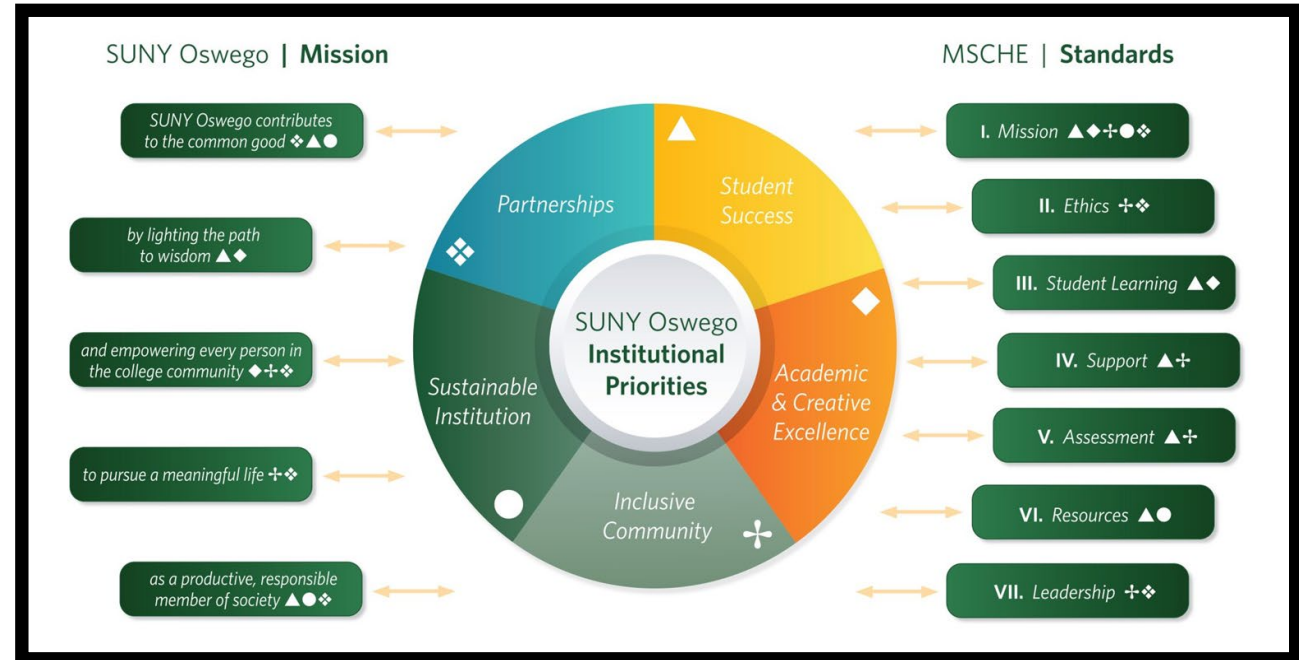 SUNY Oswego | Mission
SUNY Oswego contributes
to the common good ❖▲●
by lighting the path
to wisdom ▲◆
and empowering every person in
the college community ◆✢❖
to pursue a meaningful life ✢❖
as a productive, responsible
member of society ▲●❖
Partnerships
Student
Success
Academic
& Creative
Excellence
Inclusive
Community
Sustainable
Institution
SUNY Oswego
Institutional
Priorities
MSCHE | Standards
I. Mission ▲◆✢●❖
II. Ethics ✢❖
III. Student Learning ▲◆
IV. Support ▲✢
V. Assessment ▲✢
VI. Resources ▲●
VII. Leadership ✢❖